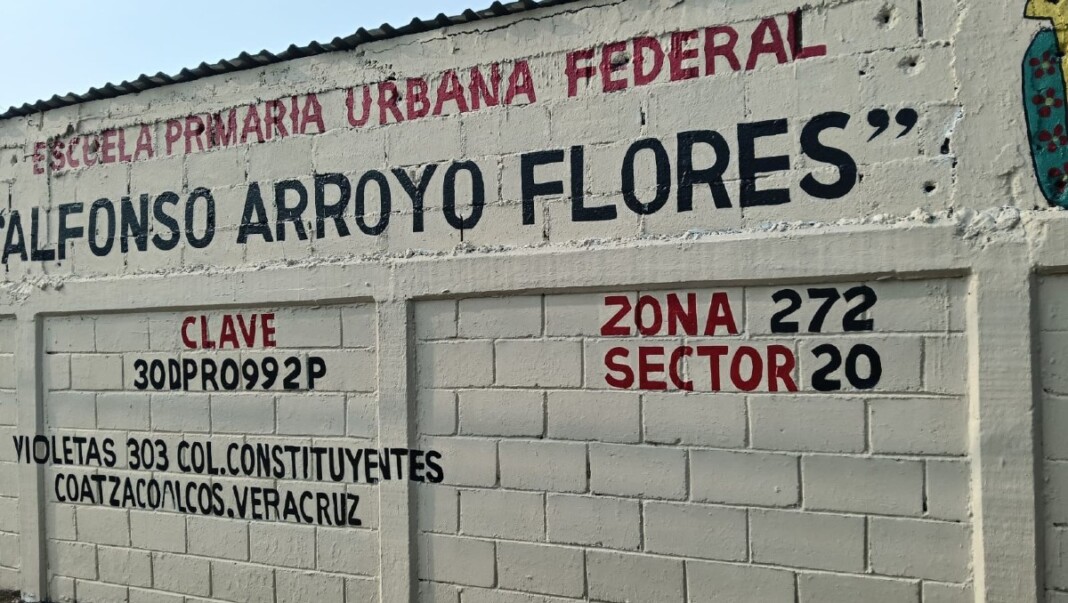 ESCUELA PRIMARIA URBANA FEDERAL
"ALFONSO ARROYO FLORES"
CLAVE
30DPR0992P
ZONA 272
SECTOR 20
VIOLETAS 303 COL.CONSTITUYENTES
COATZACOALCOS.VERACRUZ